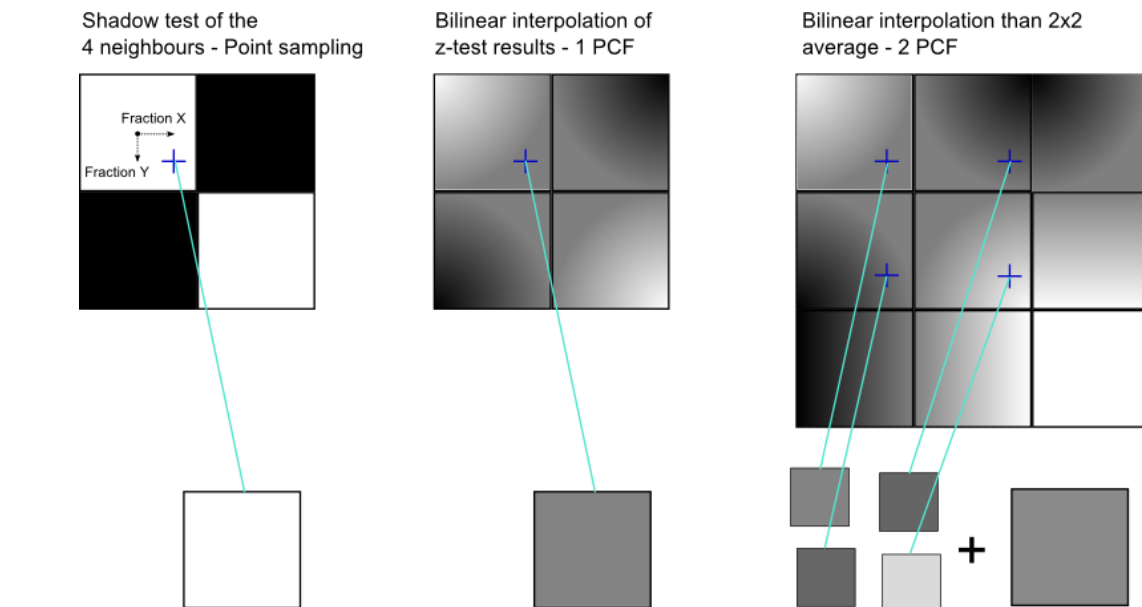 Shadow test of the
4 neighbours - Point sampling
Bilinear interpolation of
z-test results - 1 PCF
Bilinear interpolation than 2x2
average - 2 PCF
Fraction X
Fraction Y
+